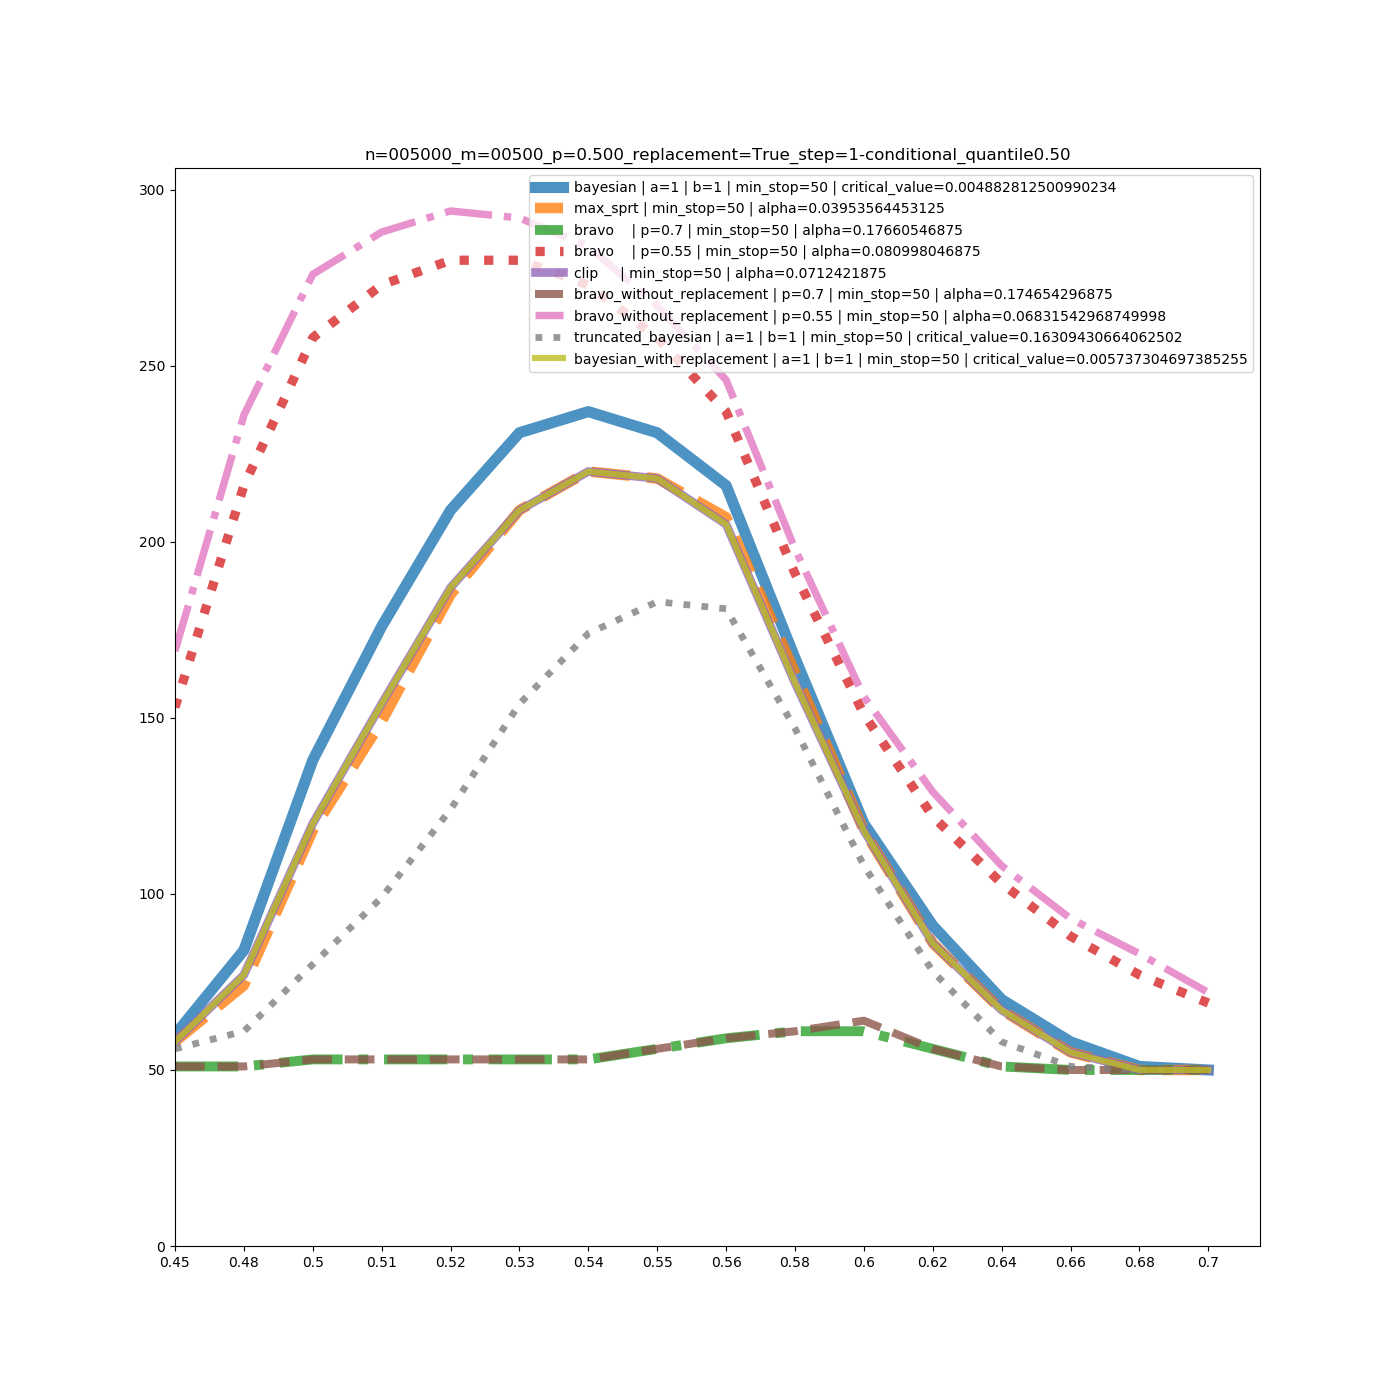 n=005000_m=00500_p=0.500_replacement=True_step=1-conditional_quantile0.50
bayesian | a=1 | b=1 | min_stop=50 | critical_value=0.004882812500990234
max_sprt | min_stop=50 | alpha=0.03953564453125
bravo | p=0.7 | min_stop=50 | alpha=0.17660546875
bravo | p=0.55 | min_stop=50 | alpha=0.080998046875
clip | min_stop=50 | alpha=0.0712421875
bravo_without_replacement | p=0.7 | min_stop=50 | alpha=0.174654296875
bravo_without_replacement | p=0.55 | min_stop=50 | alpha=0.06831542968749998
truncated_bayesian | a=1 | b=1 | min_stop=50 | critical_value=0.16309430664062502
bayesian_with_replacement | a=1 | b=1 | min_stop=50 | critical_value=0.005737304697385255
300
250
200
150
100
50
0
0.45 0.48 0.5 0.51 0.52 0.53 0.54 0.55 0.56 0.58 0.6 0.62 0.64 0.66 0.68 0.7